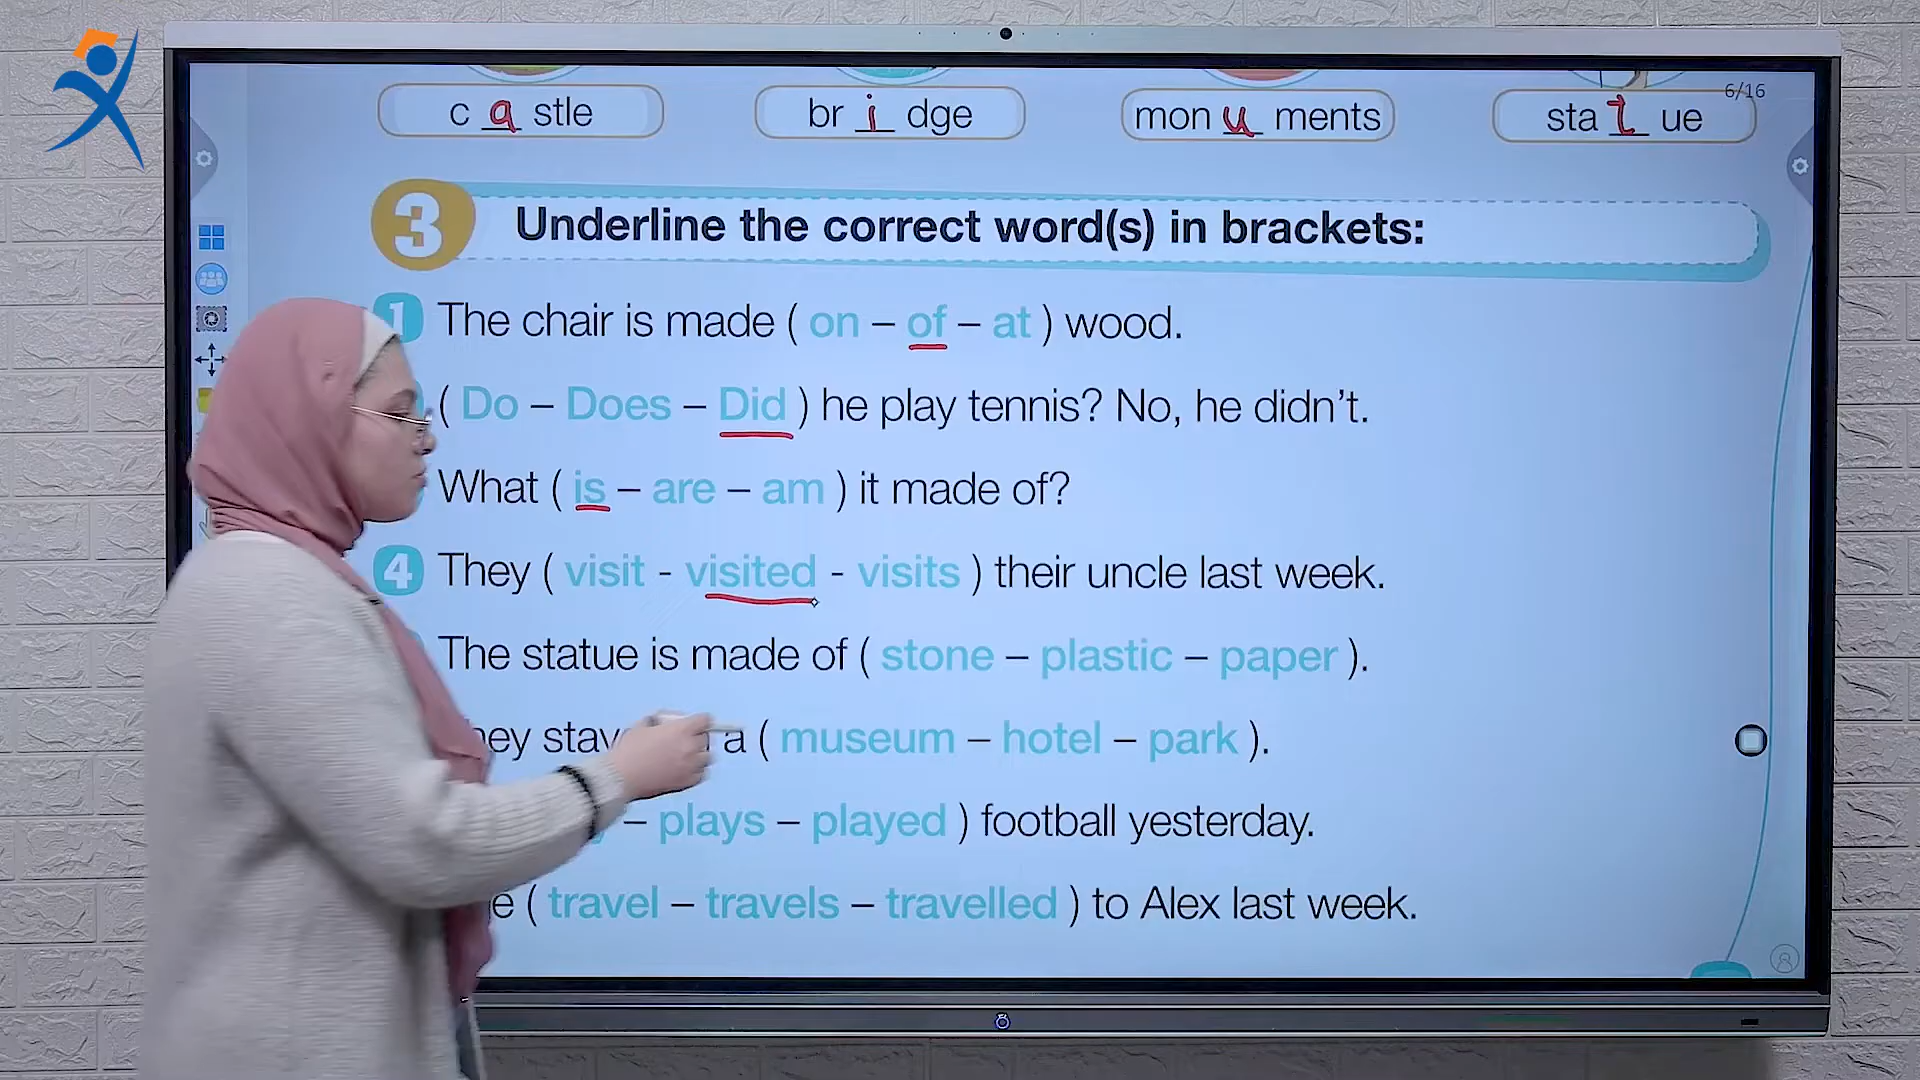 6/16
c a stle br i dge mon u ments sta t ue
3 Underline the correct word(s) in brackets:
1 The chair is made ( on – of – at ) wood.
( Do – Does – Did ) he play tennis? No, he didn't.
What ( is – are – am ) it made of?
4 They ( visit - visited - visits ) their uncle last week.
The statue is made of ( stone – plastic – paper ).
a ( museum – hotel – park ).
– plays – played ) football yesterday.
( travel – travels – travelled ) to Alex last week.